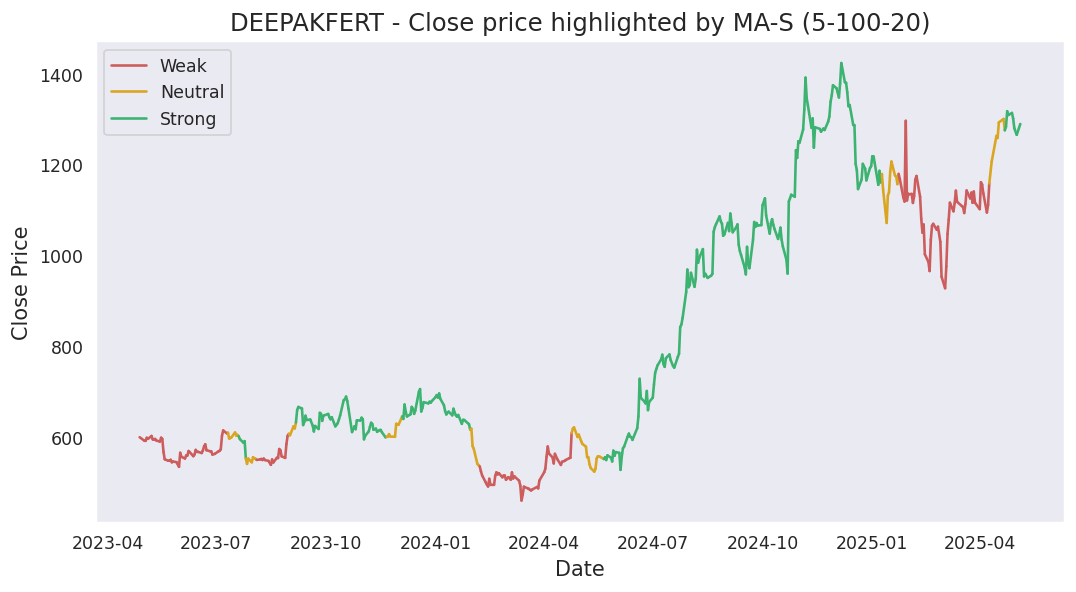 DEEPAKFERT - Close price highlighted by MA-S (5-100-20)
Weak
Neutral
Strong
Close Price
1400
1200
1000
800
600
2023-04 2023-07 2023-10 2024-01 2024-04 2024-07 2024-10 2025-01 2025-04
Date